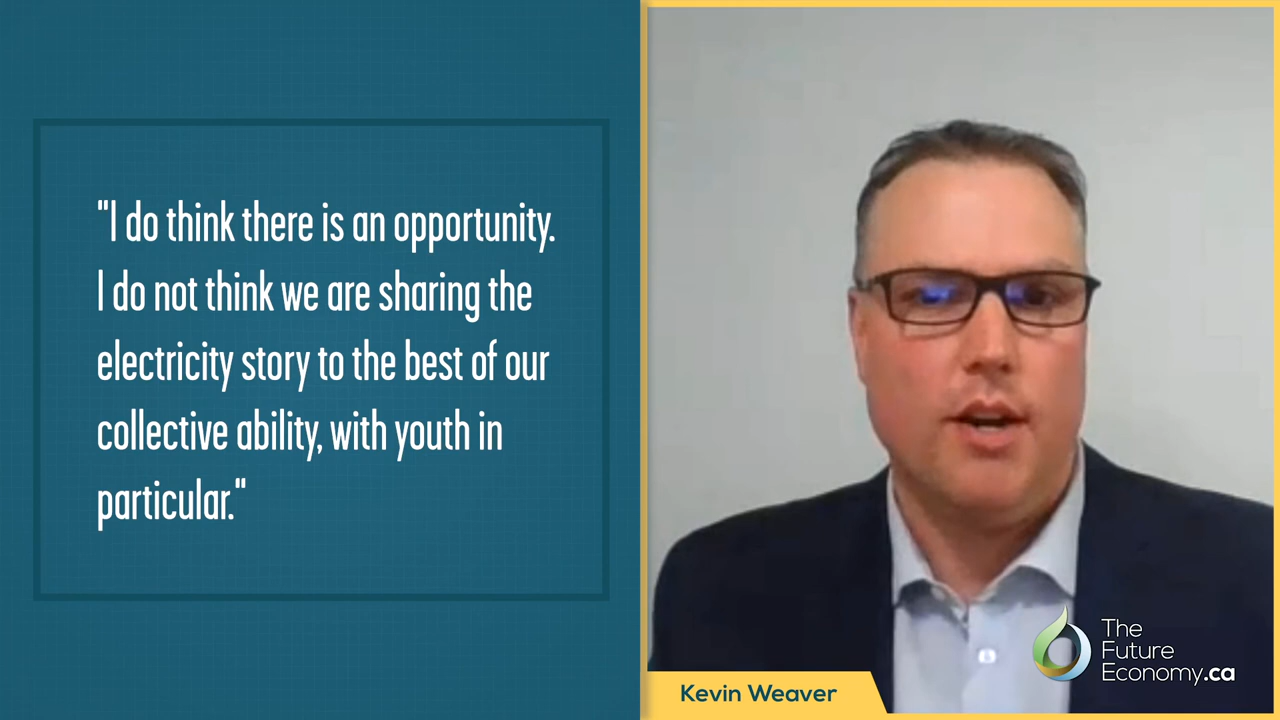 "I do think there is an opportunity.
I do not think we are sharing the
electricity story to the best of our
collective ability, with youth in
particular."
Kevin Weaver
The
Future
Economy.ca